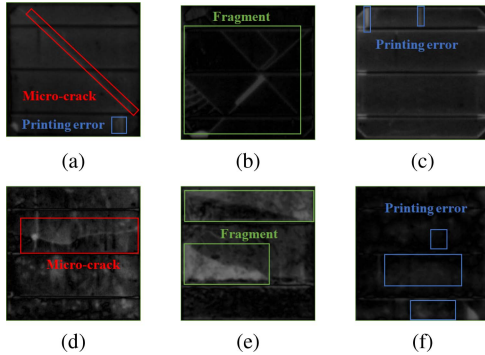 Fragment
Printing error
Micro-crack
Printing error
(a)
(b)
(c)
Printing error
Fragment
Micro-crack
(d)
(e)
(f)